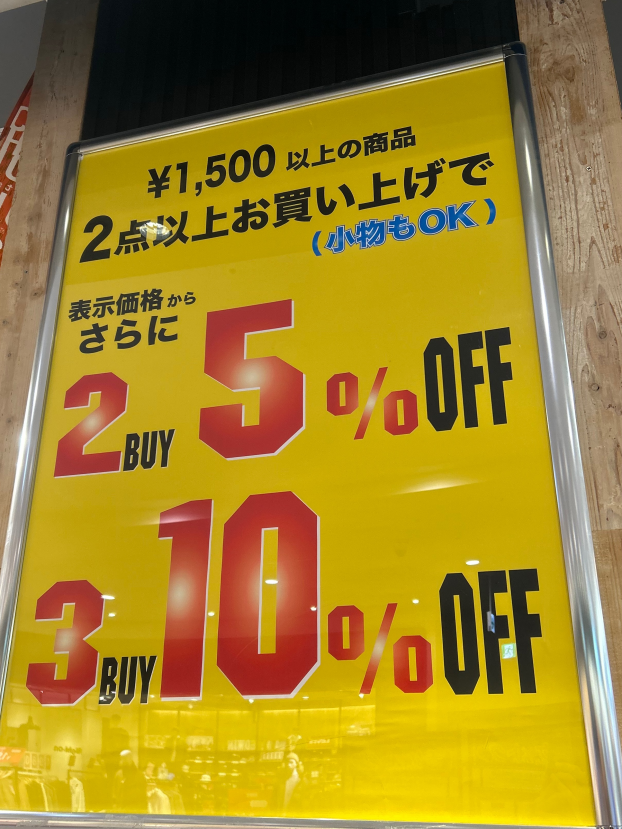 ¥1,500 以上の商品
2点以上お買い上げで
(小物もOK)
表示価格から
さらに
2BUY 5%OFF
3BUY 10%OFF